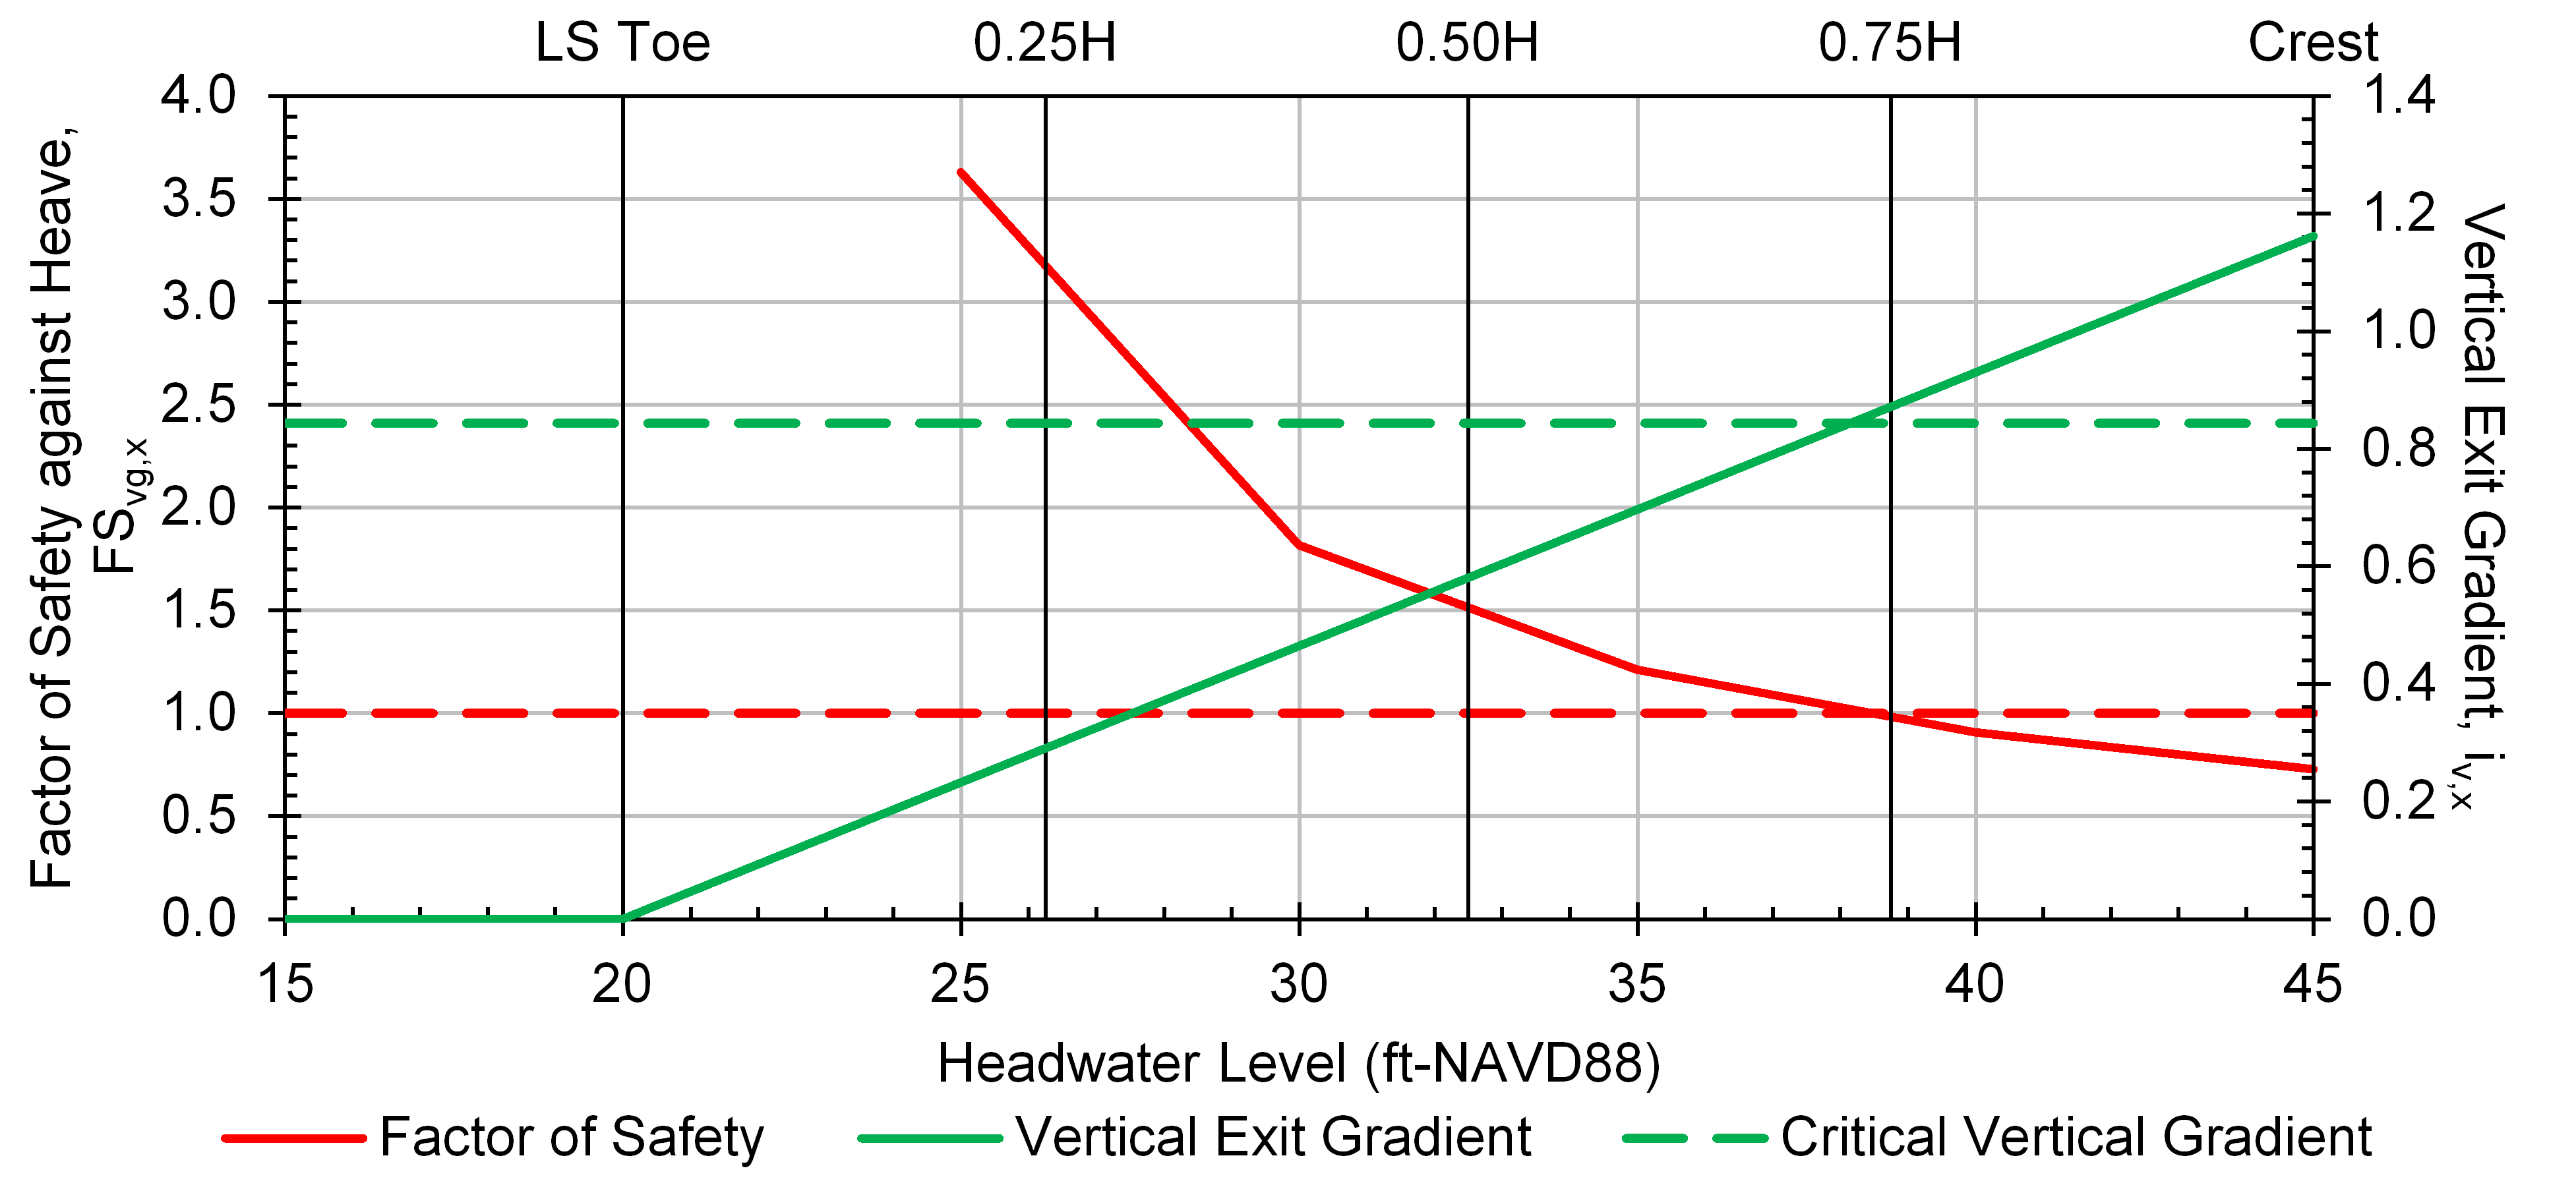 LS Toe 0.25H 0.50H 0.75H Crest
4.0 1.4
3.5 1.2
3.0 1.0
2.5 0.8
2.0 0.6
1.5 0.4
1.0 0.2
0.5 0.0
0.0
Factor of Safety against Heave,
FSvg,x
Vertical Exit Gradient, iv,x
15 20 25 30 35 40 45
Headwater Level (ft-NAVD88)
Factor of Safety Vertical Exit Gradient Critical Vertical Gradient